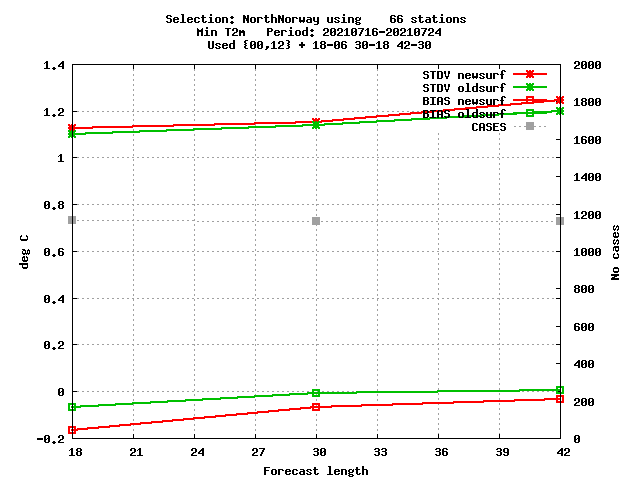 Selection: NorthNorway using    66 stations
Min T2m   Period: 20210716-20210724
Used {00,12} + 18-06 30-18 42-30
STDV newsurf
STDV oldsurf
BIAS newsurf
BIAS oldsurf
CASES
1.4
1.2
1
0.8
0.6
0.4
0.2
0
-0.2
deg C
2000
1800
1600
1400
1200
1000
800
600
400
200
0
No cases
18 21 24 27 30 33 36 39 42
Forecast length